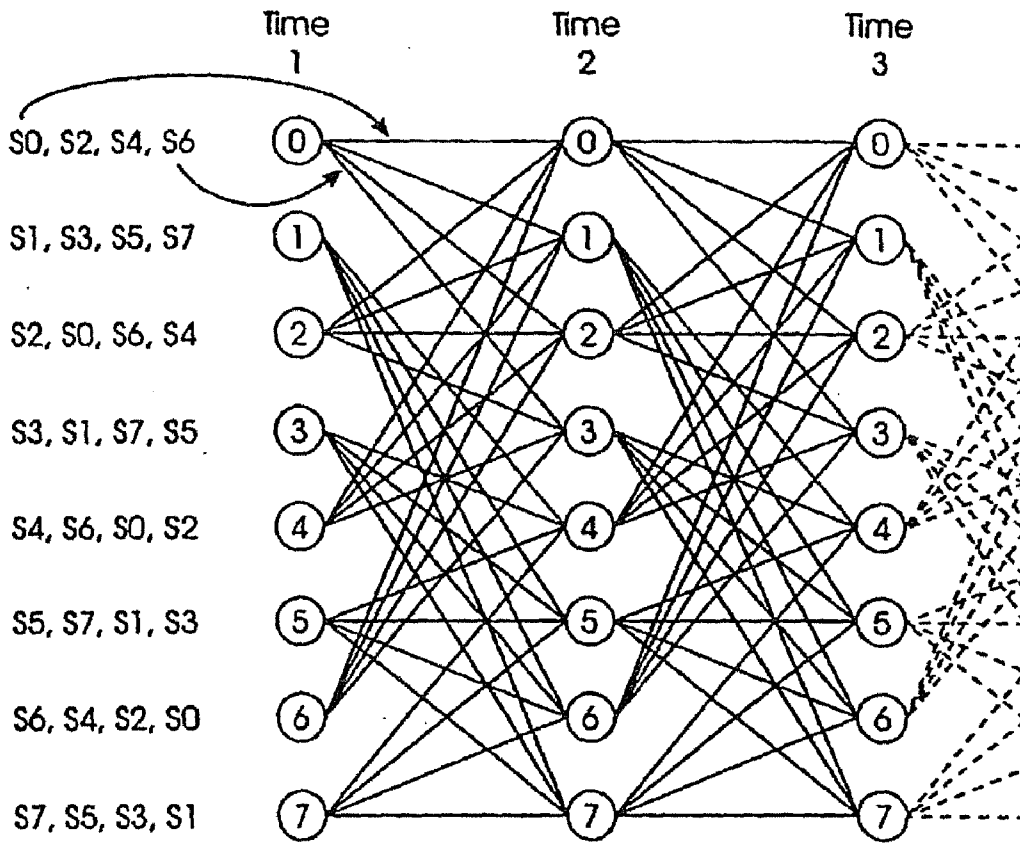 Time Time Time
1 2 3
S0, S2, S4, S6 0 0 0
S1, S3, S5, S7 1 1 1
S2, S0, S6, S4 2 2 2
S3, S1, S7, S5 3 3 3
S4, S6, S0, S2 4 4 4
S5, S7, S1, S3 5 5 5
S6, S4, S2, S0 6 6 6
S7, S5, S3, S1 7 7 7